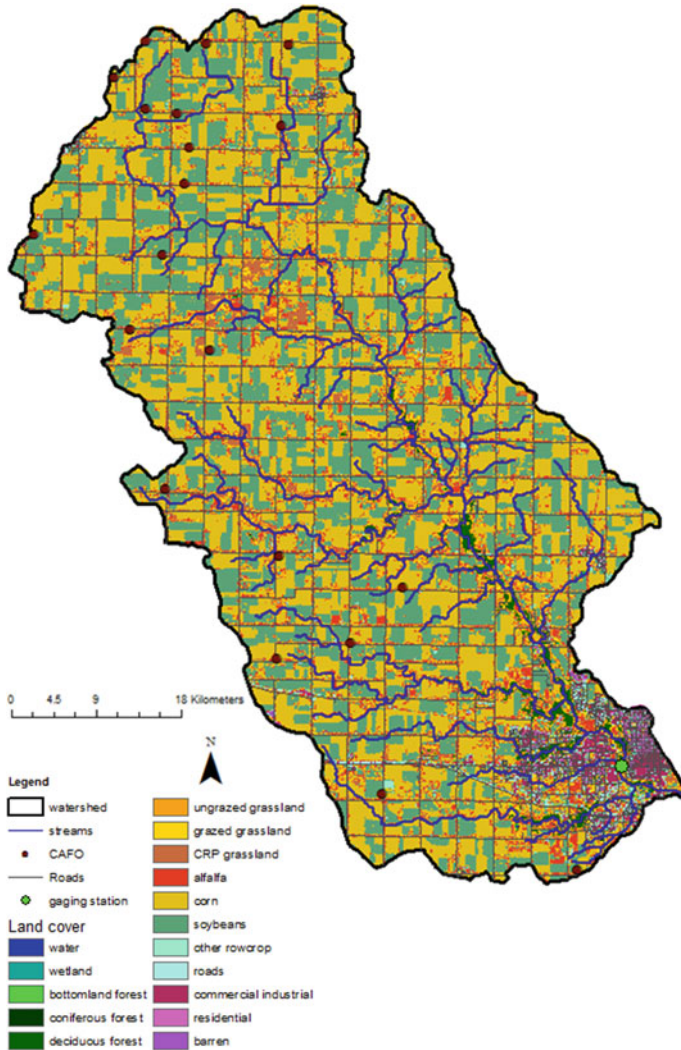 0 4.5 9 18 Kilometers
N
Legend
watershed
streams
CAFO
Roads
gaging station
Land cover
water
wetland
bottomland forest
coniferous forest
deciduous forest
ungrazed grassland
grazed grassland
CRP grassland
alfalfa
corn
soybeans
other rowcrop
roads
commercial industrial
residential
barren